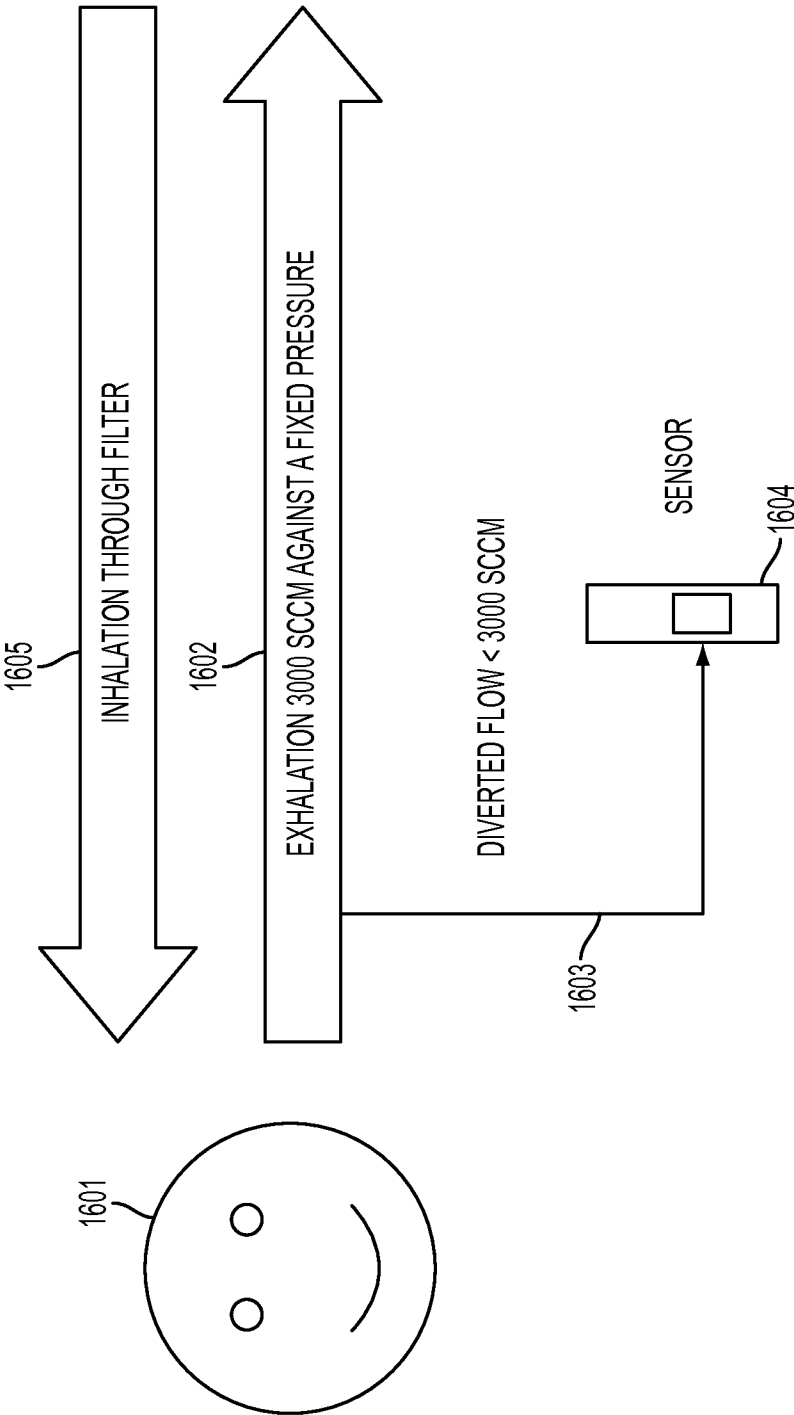 1605
INHALATION THROUGH FILTER
1602
EXHALATION 3000 SCCM AGAINST A FIXED PRESSURE
1601
DIVERTED FLOW < 3000 SCCM
1603
SENSOR
1604